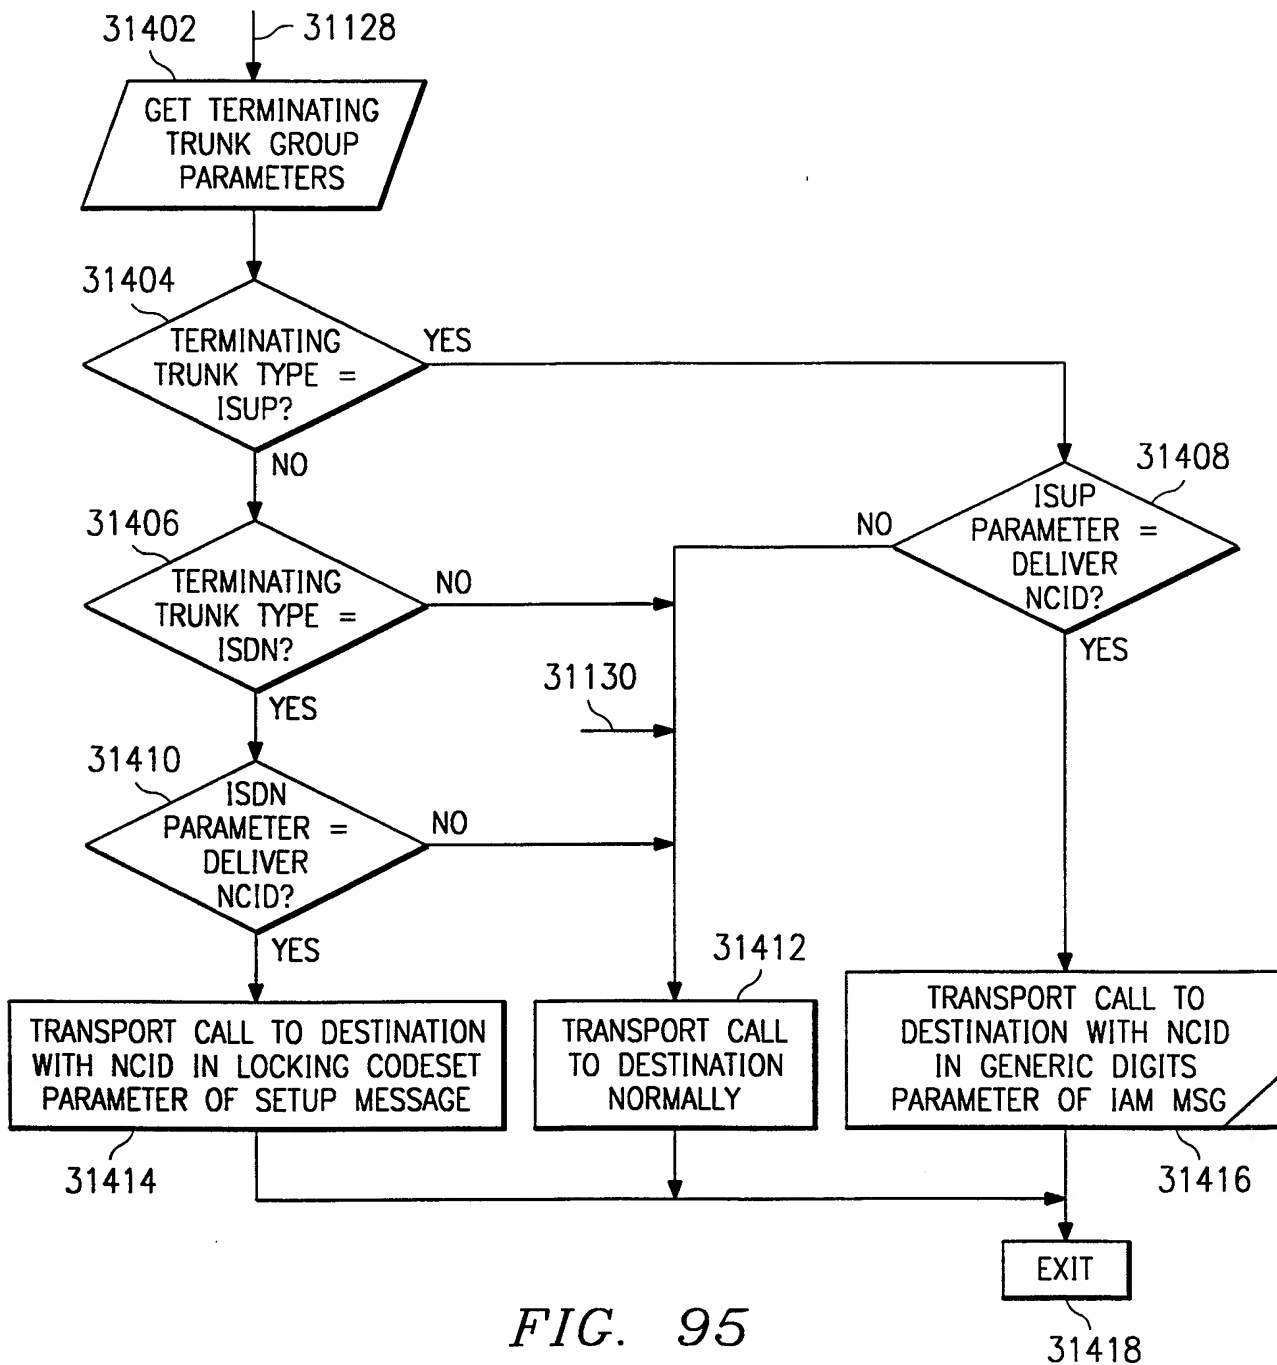 31402
31128
GET TERMINATING
TRUNK GROUP
PARAMETERS
31404
TERMINATING
TRUNK TYPE =
ISUP?
YES
NO
31408
ISUP
PARAMETER =
DELIVER
NCID?
NO
YES
31406
TERMINATING
TRUNK TYPE =
ISDN?
NO
YES
31130
31410
ISDN
PARAMETER =
DELIVER
NCID?
NO
YES
31412
TRANSPORT CALL TO DESTINATION
WITH NCID IN LOCKING CODESET
PARAMETER OF SETUP MESSAGE
31414
TRANSPORT CALL
TO DESTINATION
NORMALLY
TRANSPORT CALL TO
DESTINATION WITH NCID
IN GENERIC DIGITS
PARAMETER OF IAM MSG
31416
EXIT
31418
FIG. 95